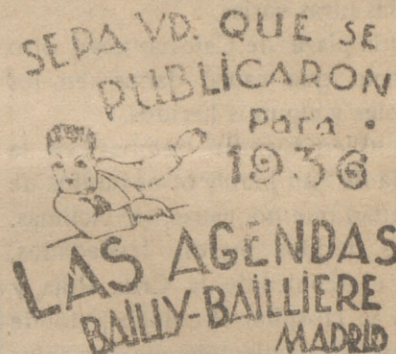 SEPA VD. QUE SE
PUBLICARON
Para
1936
LAS AGENDAS
BAILLY-BAILLIERE
MADRID